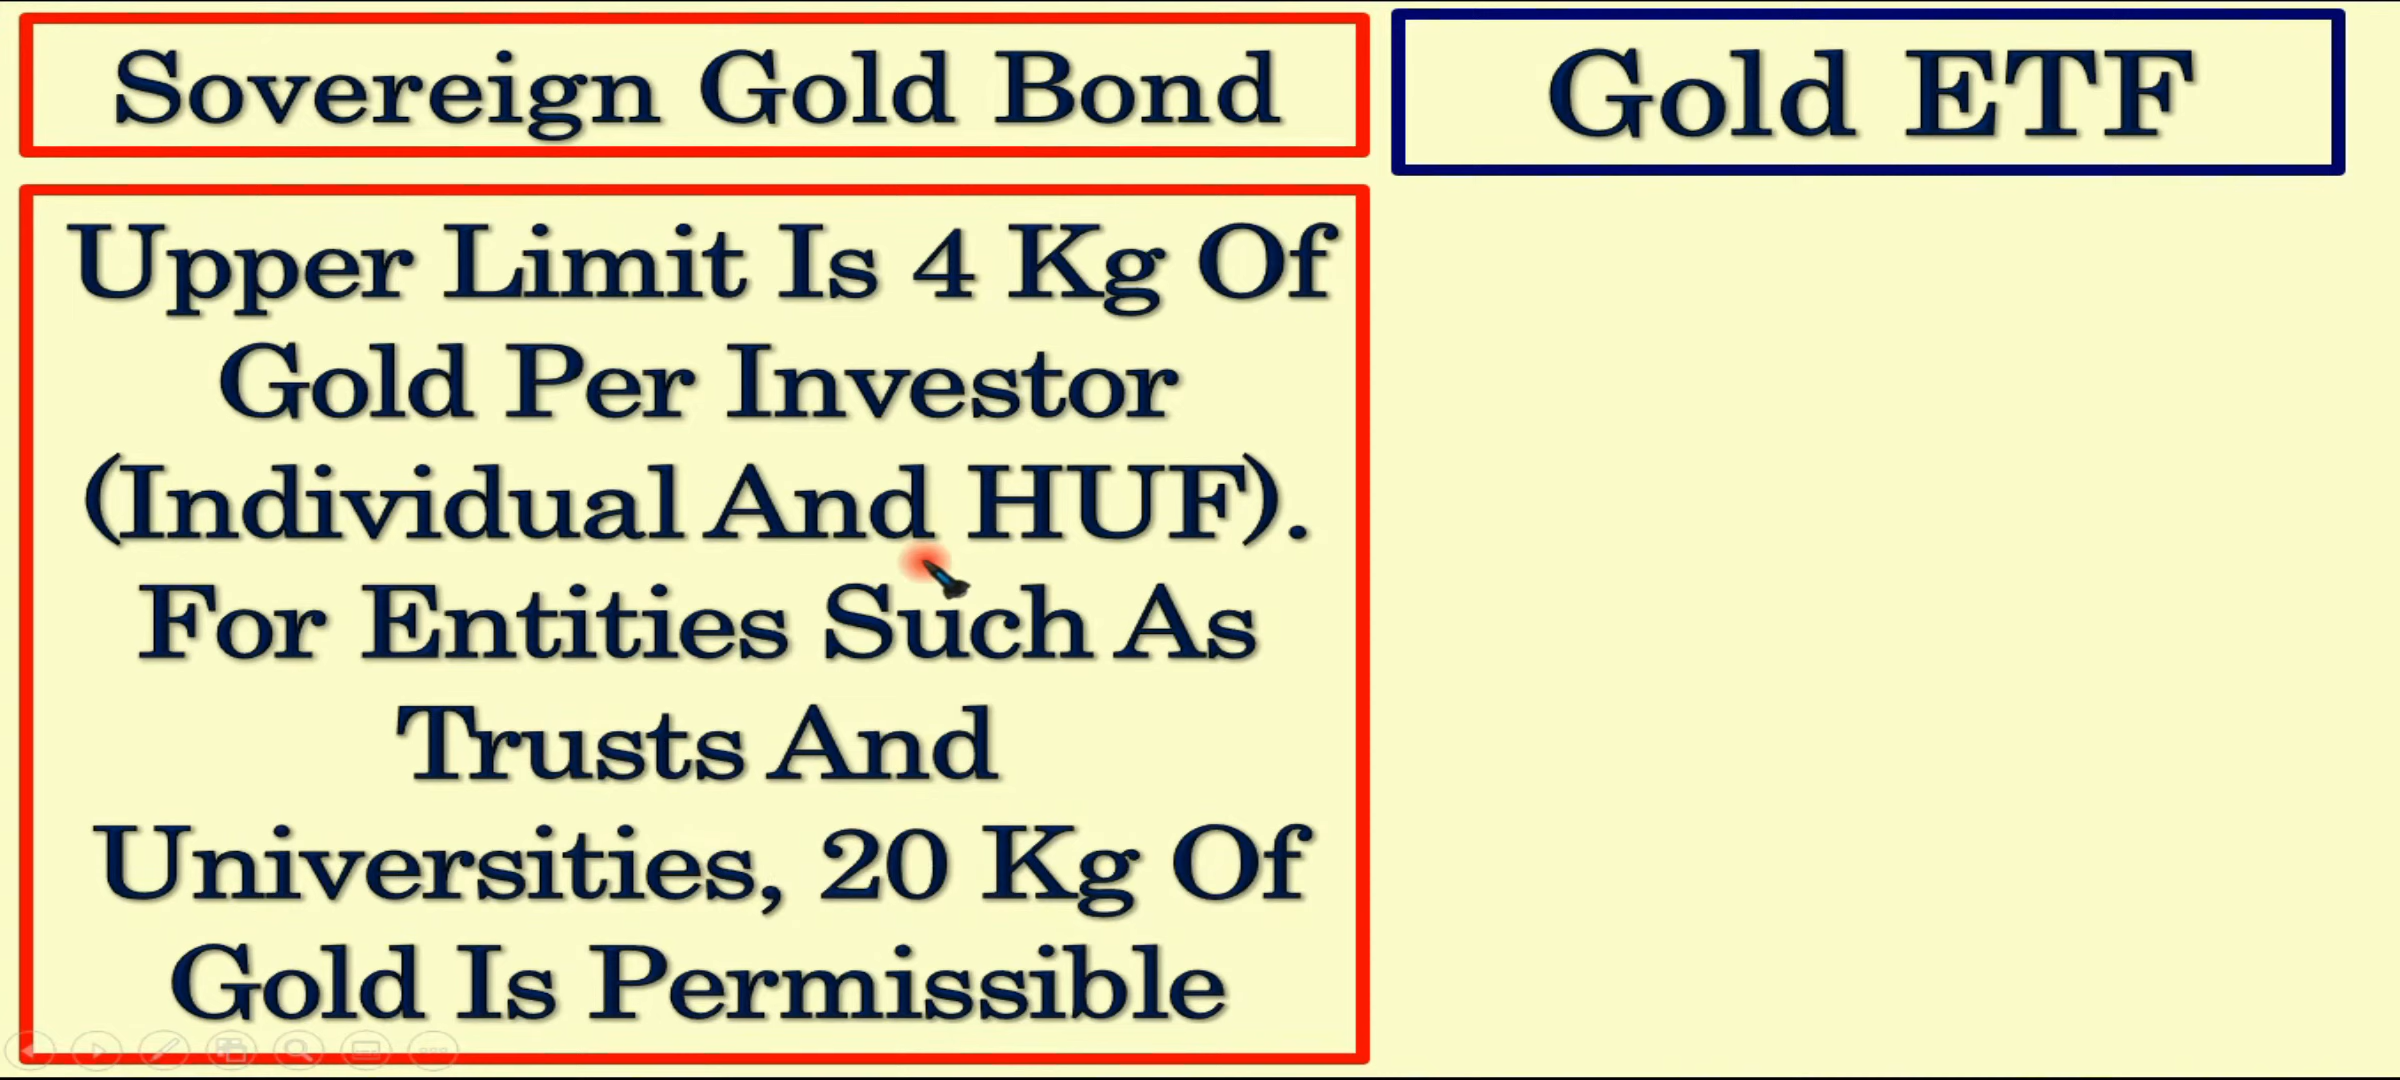 Sovereign Gold Bond
Gold ETF
Upper Limit Is 4 Kg Of
Gold Per Investor
(Individual And HUF).
For Entities Such As
Trusts And
Universities, 20 Kg Of
Gold Is Permissible